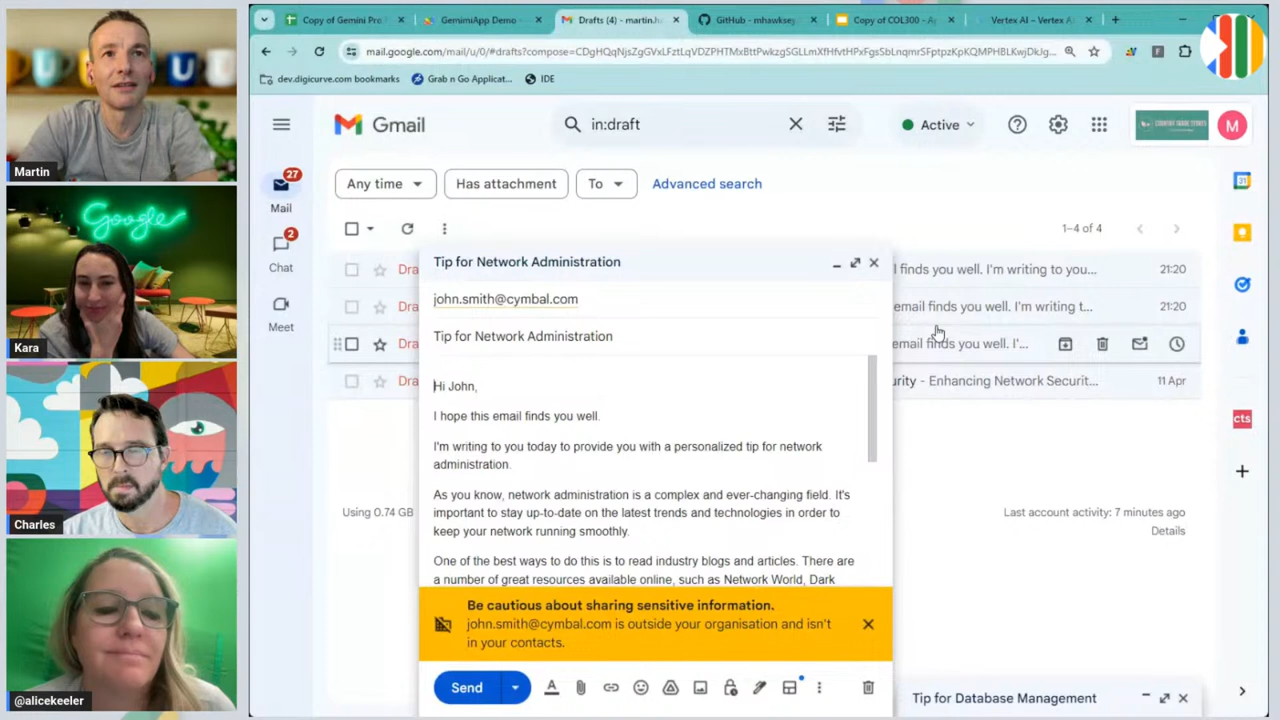 Martin
Google
Kara
Charles
@alicekeeler
Copy of Gemini Pro
GemimiApp Demo -
Drafts (4) - martin.ha
GitHub - mhawksey
Copy of COL300 - Ap
Vertex AI – Vertex A
dev.digicurve.com bookmarks
Grab n Go Applicat...
IDE
Gmail
in:draft
Active
M
27
Mail
2
Chat
Meet
Any time
Has attachment
To
Advanced search
1–4 of 4
Dra
l finds you well. I'm writing to you...
21:20
Dra
email finds you well. I'm writing t...
21:20
Dra
email finds you well. I'...
Dra
urity - Enhancing Network Securit...
11 Apr
Using 0.74 GB
Last account activity: 7 minutes ago
Details
cts
Tip for Network Administration
john.smith@cymbal.com
Tip for Network Administration
Hi John,
I hope this email finds you well.
I'm writing to you today to provide you with a personalized tip for network
administration.
As you know, network administration is a complex and ever-changing field. It's
important to stay up-to-date on the latest trends and technologies in order to
keep your network running smoothly.
One of the best ways to do this is to read industry blogs and articles. There are
a number of great resources available online, such as Network World, Dark
Be cautious about sharing sensitive information.
john.smith@cymbal.com is outside your organisation and isn't
in your contacts.
Send
Tip for Database Management